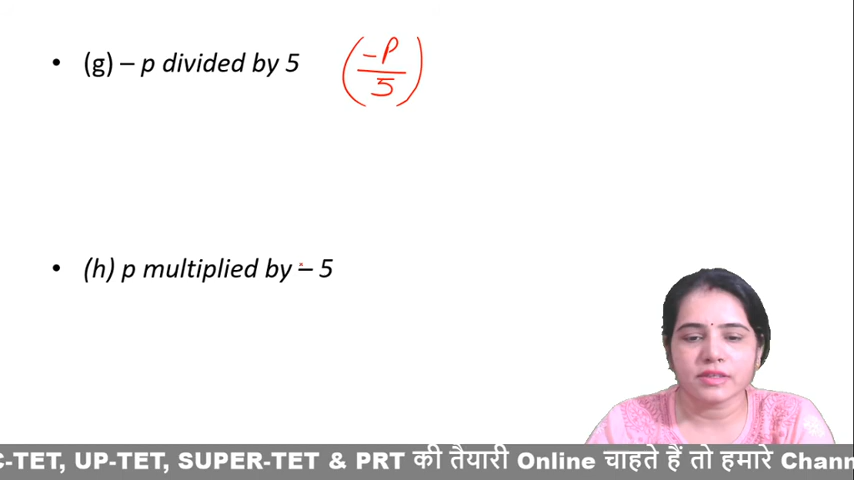 • (g) – p divided by 5 (-P/5)
• (h) p multiplied by – 5
C-TET, UP-TET, SUPER-TET & PRT की तैयारी Online चाहते हैं तो हमारे Chann